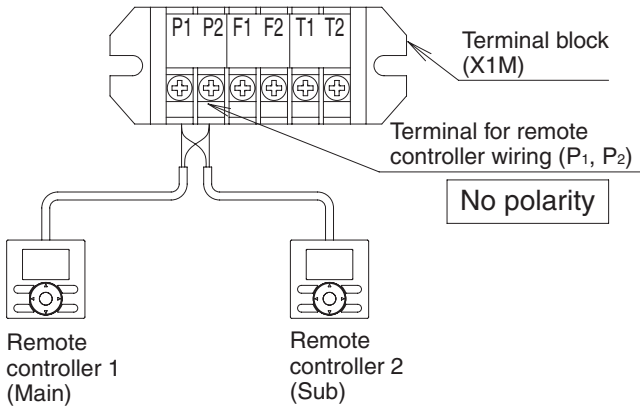 P1 P2 F1 F2 T1 T2
Terminal block
(X1M)
Terminal for remote
controller wiring (P1, P2)
No polarity
Remote
controller 1
(Main)
Remote
controller 2
(Sub)